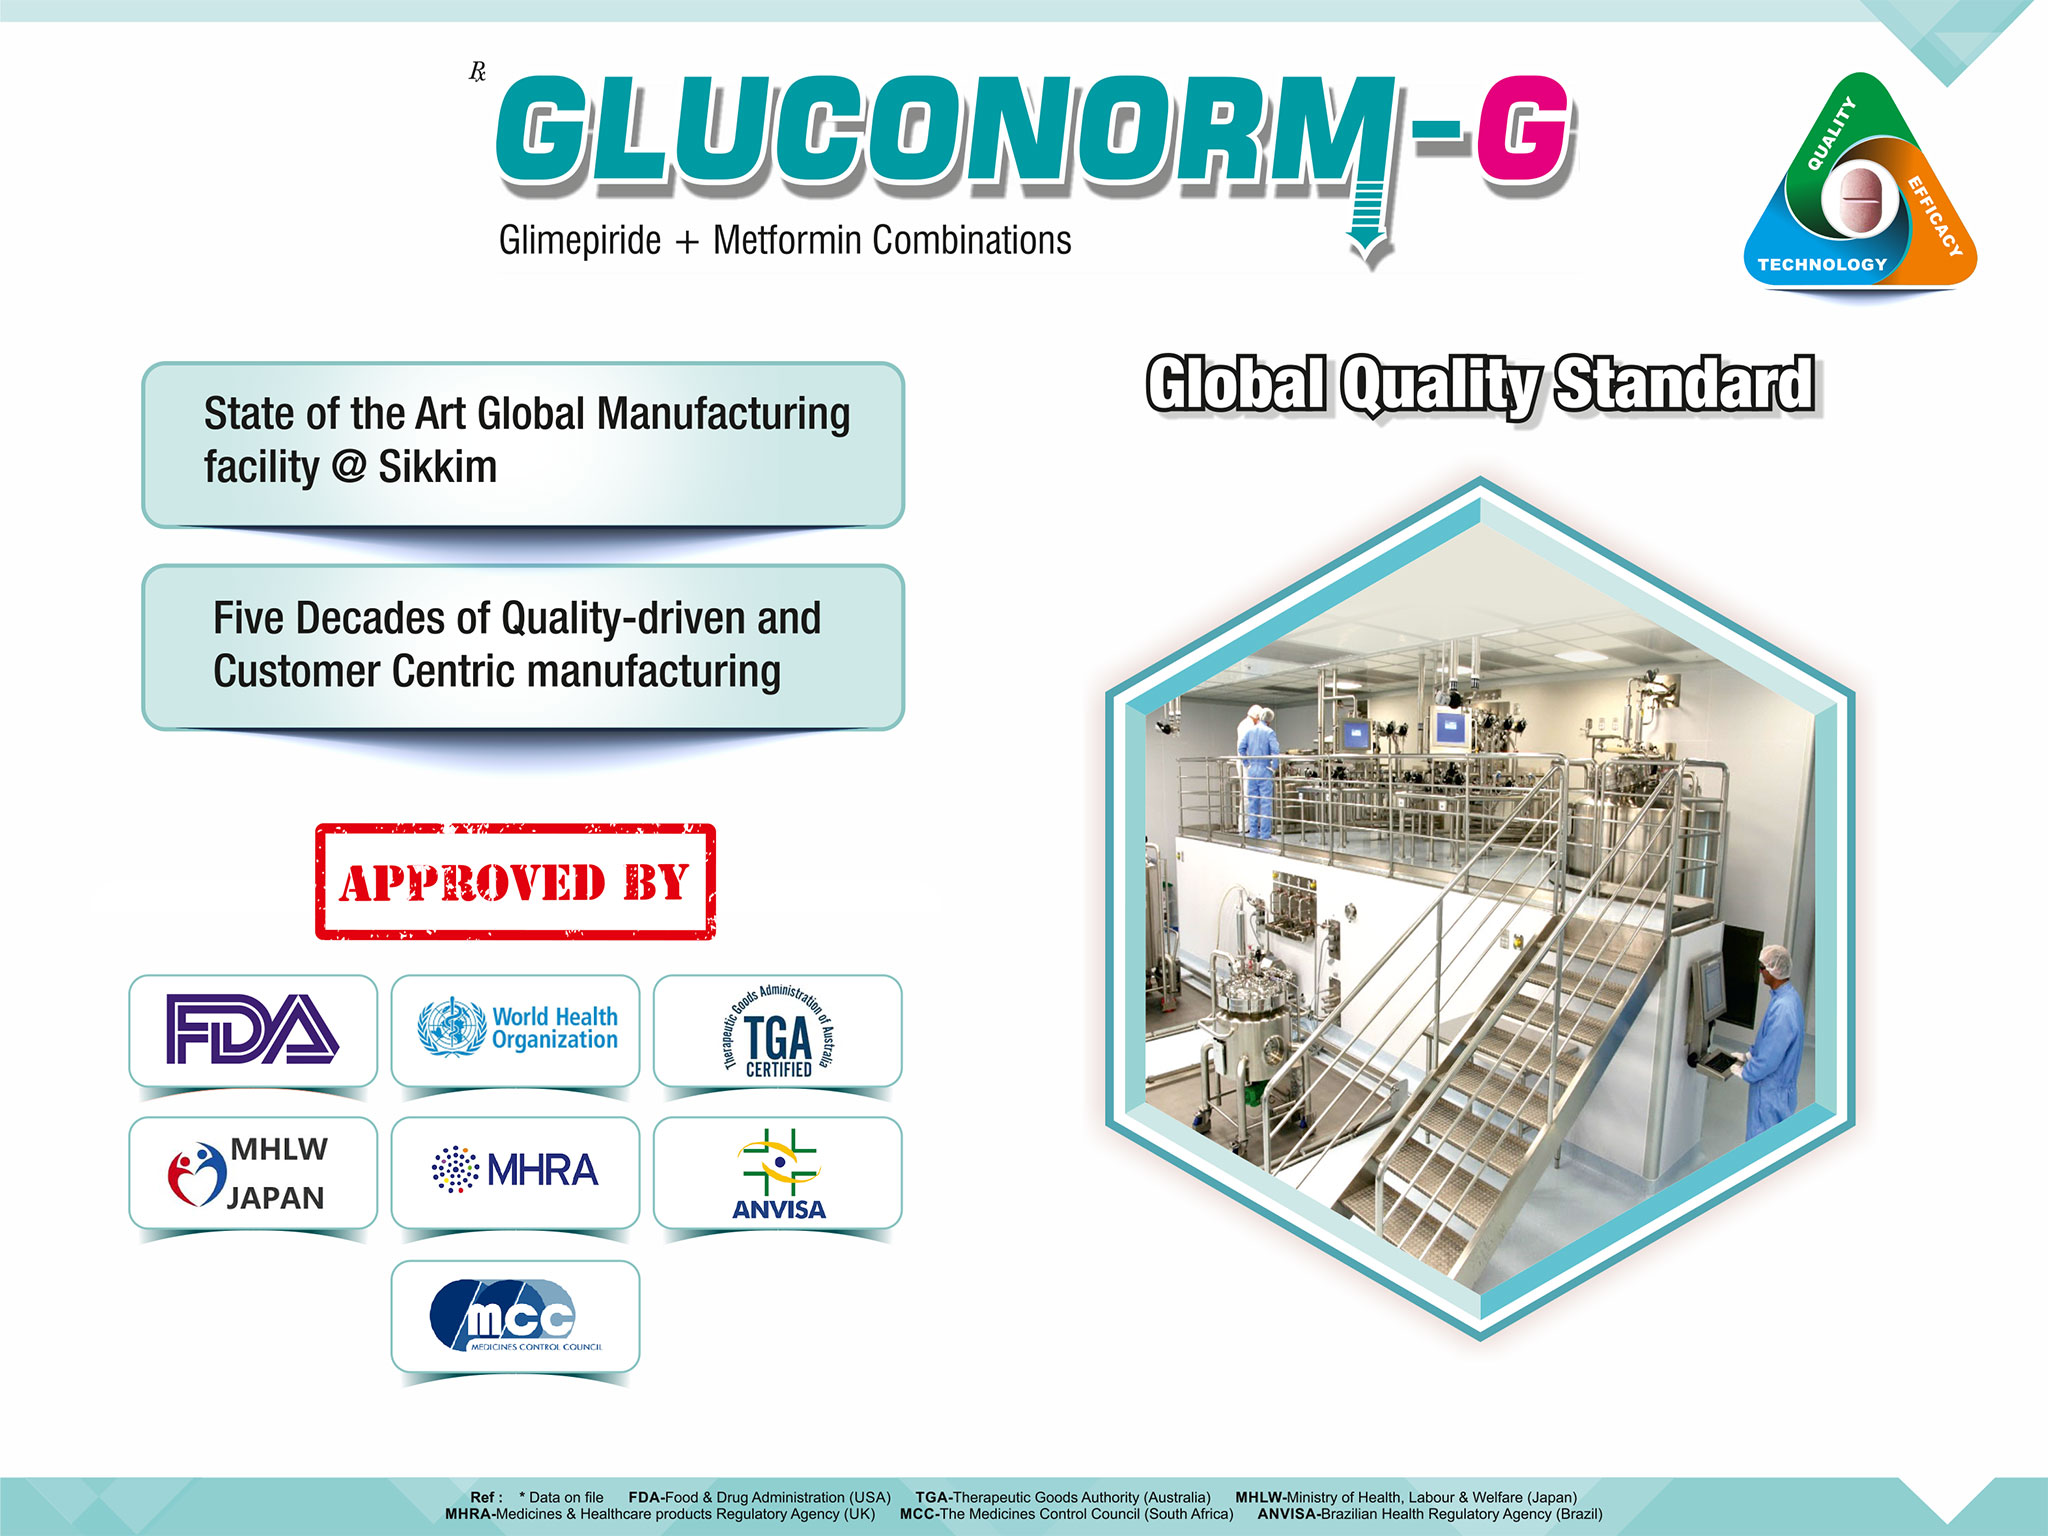 Rx
GLUCONORM-G
Glimepiride + Metformin Combinations
QUALITY
EFFICACY
TECHNOLOGY
State of the Art Global Manufacturing
facility @ Sikkim
Five Decades of Quality-driven and
Customer Centric manufacturing
Global Quality Standard
APPROVED BY
FDA
World Health
Organization
Therapeutic Goods Administration of Australia
TGA
CERTIFIED
MHLW
JAPAN
MHRA
ANVISA
mcc
MEDICINES CONTROL COUNCIL
Ref : * Data on file FDA-Food & Drug Administration (USA) TGA-Therapeutic Goods Authority (Australia) MHLW-Ministry of Health, Labour & Welfare (Japan)
MHRA-Medicines & Healthcare products Regulatory Agency (UK) MCC-The Medicines Control Council (South Africa) ANVISA-Brazilian Health Regulatory Agency (Brazil)